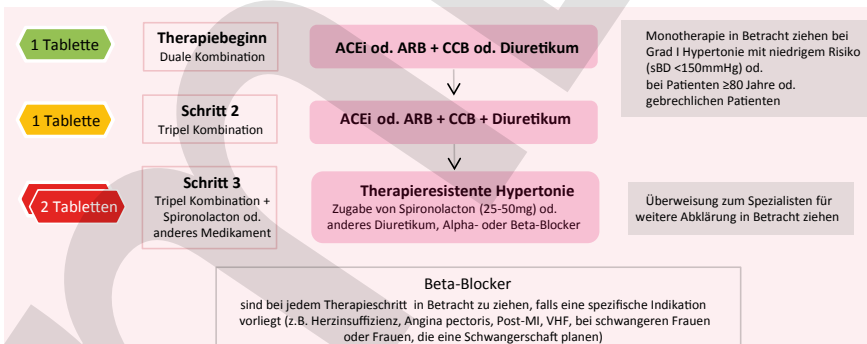 1 Tablette
Therapiebeginn
Duale Kombination
ACEi od. ARB + CCB od. Diuretikum
Monotherapie in Betracht ziehen bei
Grad I Hypertonie mit niedrigem Risiko
(sBD <150mmHg) od.
bei Patienten ≥80 Jahre od.
gebrechlichen Patienten
1 Tablette
Schritt 2
Tripel Kombination
ACEi od. ARB + CCB + Diuretikum
2 Tabletten
Schritt 3
Tripel Kombination +
Spironolacton od.
anderes Medikament
Therapieresistente Hypertonie
Zugabe von Spironolacton (25-50mg) od.
anderes Diuretikum, Alpha- oder Beta-Blocker
Überweisung zum Spezialisten für
weitere Abklärung in Betracht ziehen
Beta-Blocker
sind bei jedem Therapieschritt in Betracht zu ziehen, falls eine spezifische Indikation
vorliegt (z.B. Herzinsuffizienz, Angina pectoris, Post-MI, VHF, bei schwangeren Frauen
oder Frauen, die eine Schwangerschaft planen)